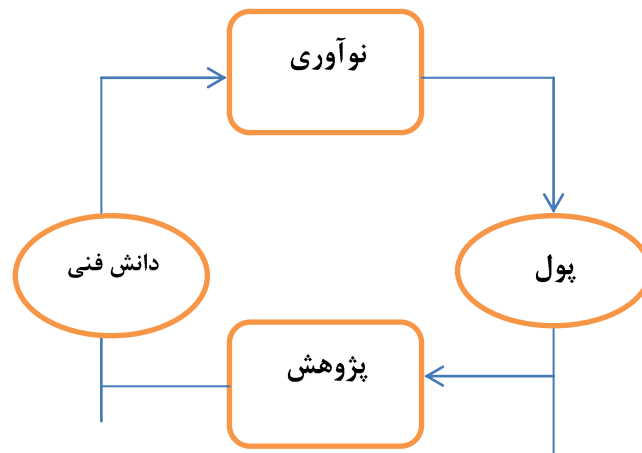 نوآوری
دانش فنی
پول
پژوهش